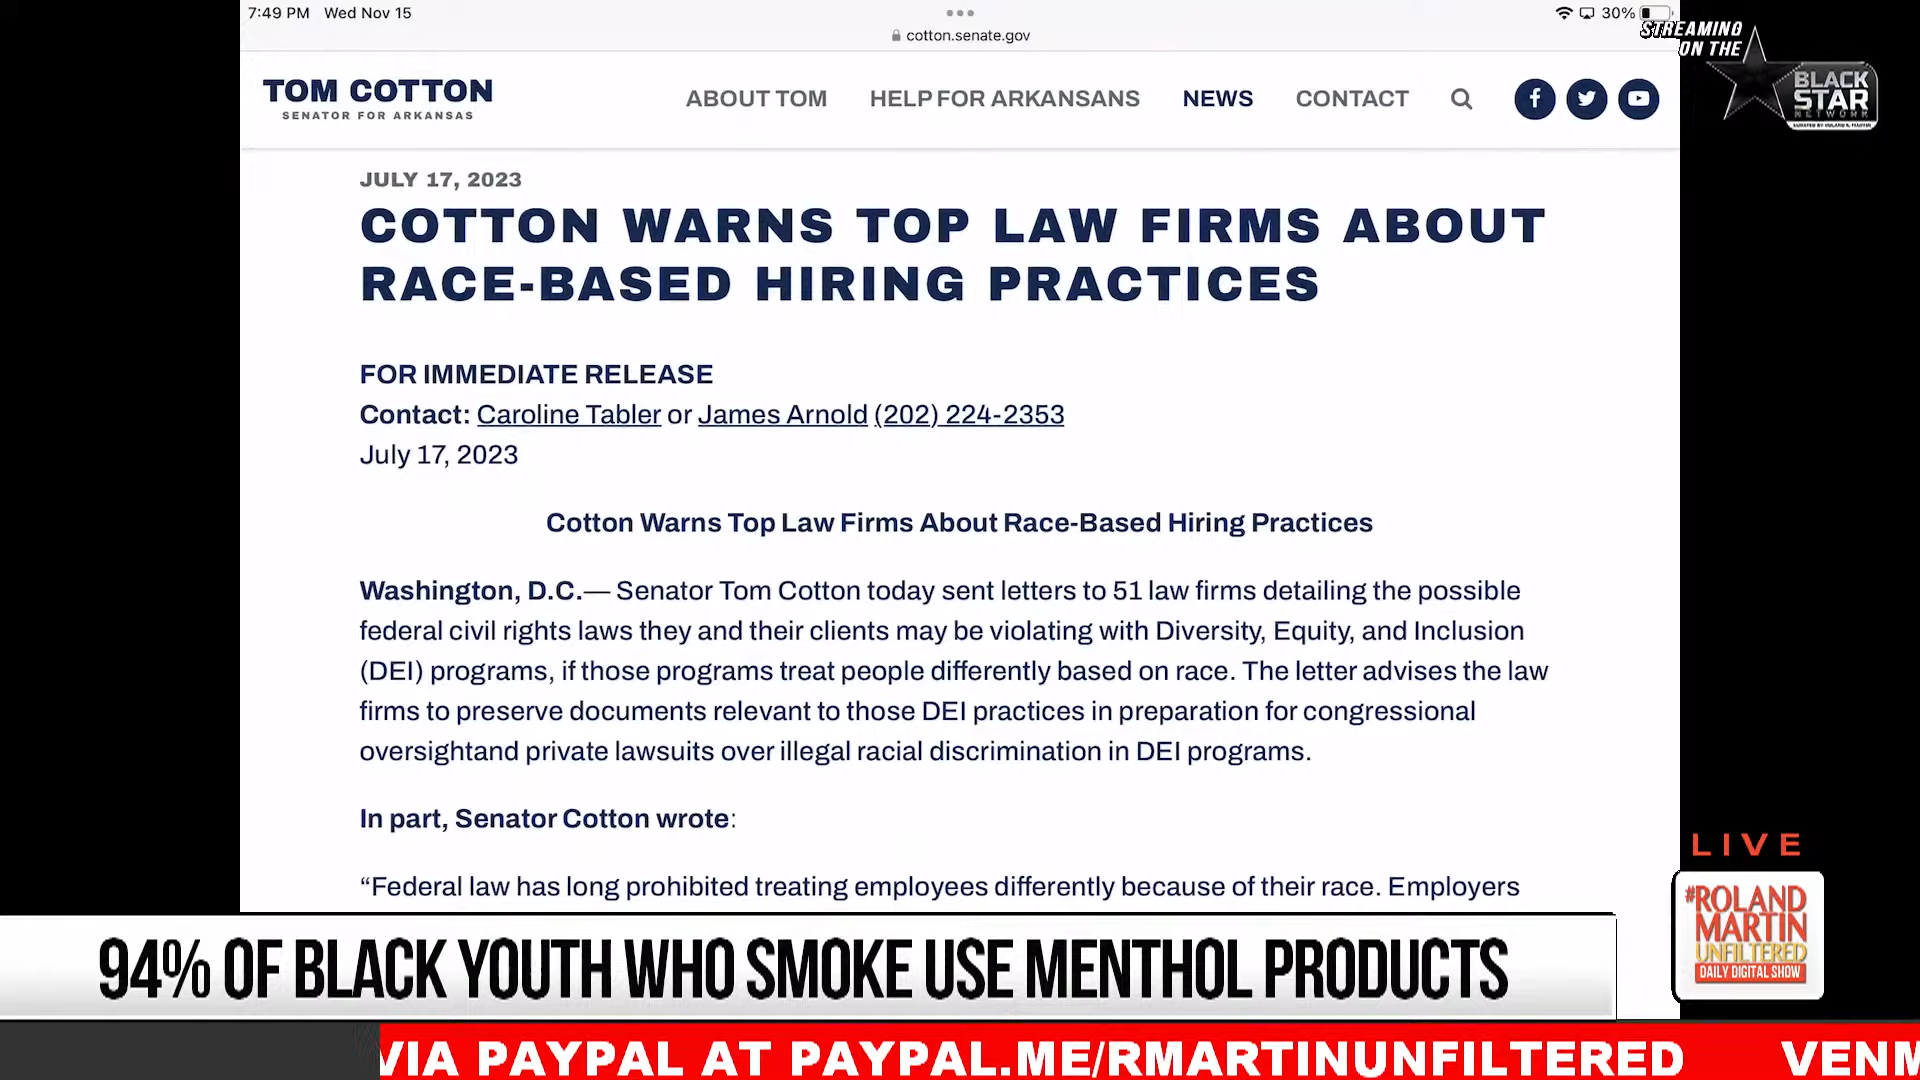 7:49 PM Wed Nov 15
cotton.senate.gov
30%
STREAMING
ON THE
BLACK
STAR
NETWORK
TOM COTTON
SENATOR FOR ARKANSAS
ABOUT TOM
HELP FOR ARKANSANS
NEWS
CONTACT
JULY 17, 2023
COTTON WARNS TOP LAW FIRMS ABOUT
RACE-BASED HIRING PRACTICES
FOR IMMEDIATE RELEASE
Contact: Caroline Tabler or James Arnold (202) 224-2353
July 17, 2023
Cotton Warns Top Law Firms About Race-Based Hiring Practices
Washington, D.C.— Senator Tom Cotton today sent letters to 51 law firms detailing the possible
federal civil rights laws they and their clients may be violating with Diversity, Equity, and Inclusion
(DEI) programs, if those programs treat people differently based on race. The letter advises the law
firms to preserve documents relevant to those DEI practices in preparation for congressional
oversightand private lawsuits over illegal racial discrimination in DEI programs.
In part, Senator Cotton wrote:
“Federal law has long prohibited treating employees differently because of their race. Employers
LIVE
#ROLAND
MARTIN
UNFILTERED
DAILY DIGITAL SHOW
94% OF BLACK YOUTH WHO SMOKE USE MENTHOL PRODUCTS
VIA PAYPAL AT PAYPAL.ME/RMARTINUNFILTERED VENM